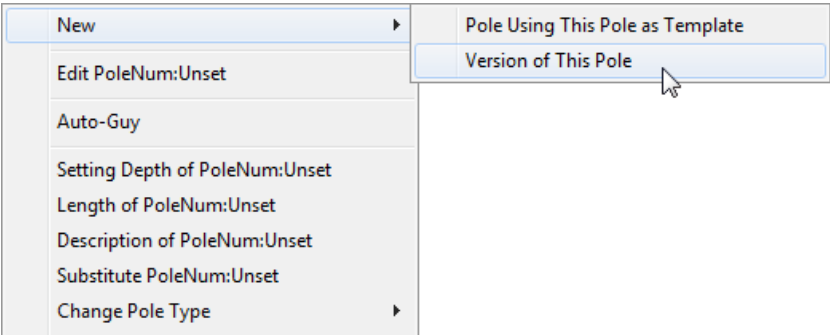 New
Pole Using This Pole as Template
Version of This Pole
Edit PoleNum:Unset
Auto-Guy
Setting Depth of PoleNum:Unset
Length of PoleNum:Unset
Description of PoleNum:Unset
Substitute PoleNum:Unset
Change Pole Type